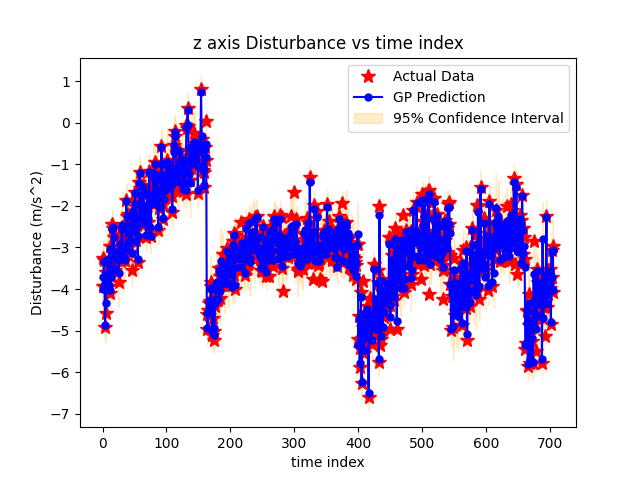 z axis Disturbance vs time index
Actual Data
GP Prediction
95% Confidence Interval
Disturbance (m/s^2)
1
0
−1
−2
−3
−4
−5
−6
−7
0 100 200 300 400 500 600 700
time index